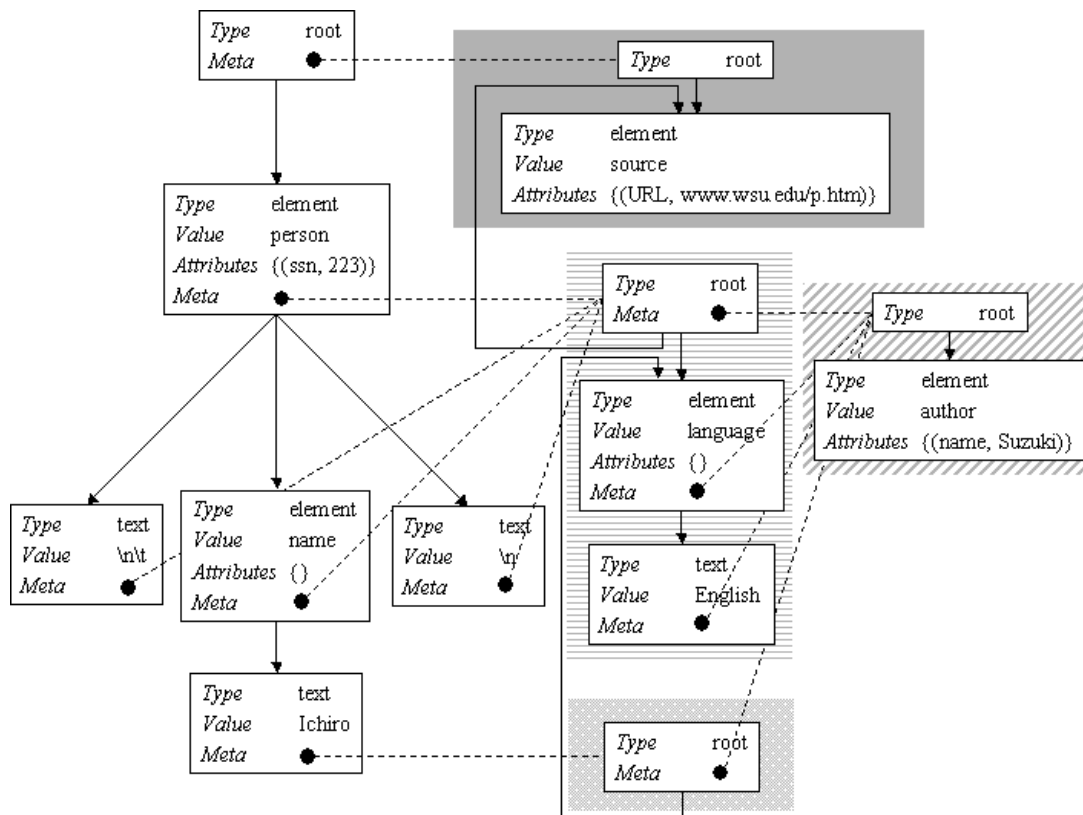 Type root
Meta
Type root
Type element
Value source
Attributes {(URL, www.wsu.edu/p.htm)}
Type element
Value person
Attributes {(ssn, 223)}
Meta
Type root
Meta
Type root
Type element
Value author
Attributes {(name, Suzuki)}
Type element
Value language
Attributes {}
Meta
Type text
Value \n\t
Meta
Type element
Value name
Attributes {}
Meta
Type text
Value \n
Meta
Type text
Value English
Meta
Type text
Value Ichiro
Meta
Type root
Meta